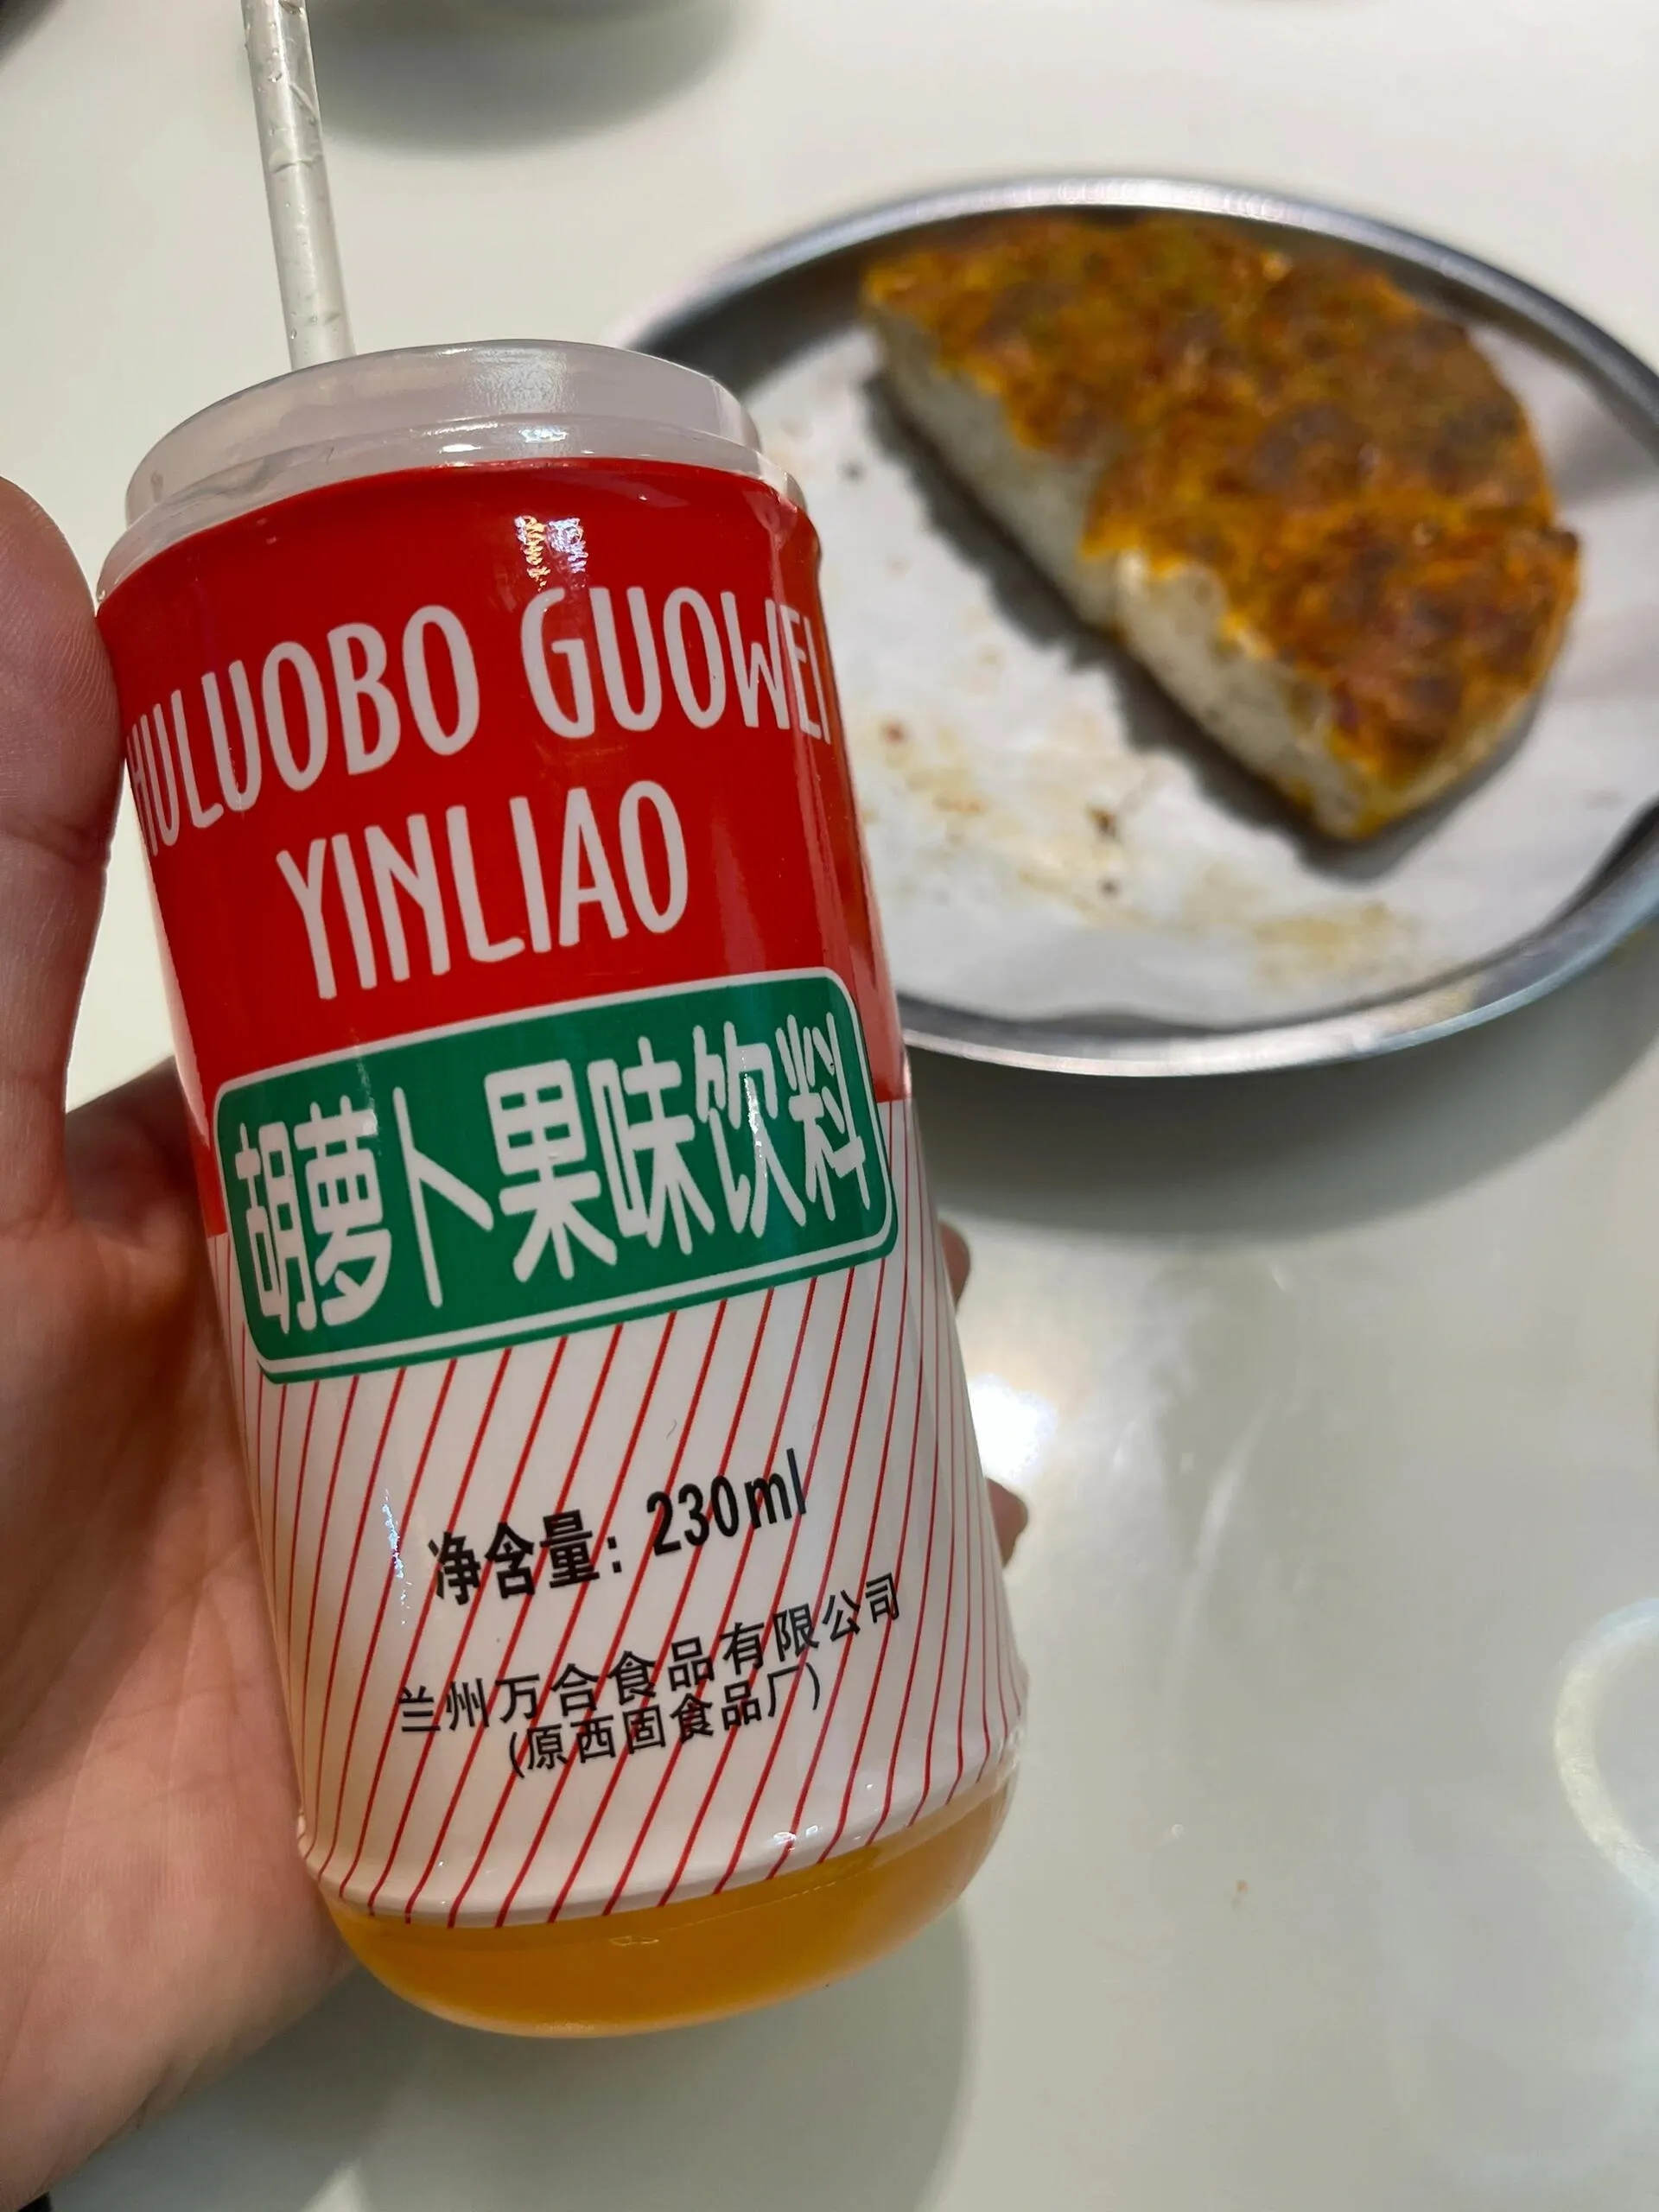 HULUOBO GUOWEI
YINLIAO
胡萝卜果味饮料
净含量：230ml
兰州万合食品有限公司
(原西固食品厂)